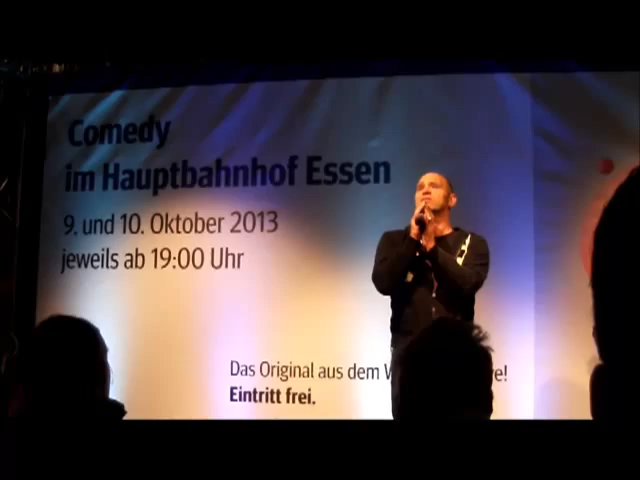 Comedy
im Hauptbahnhof Essen
9. und 10. Oktober 2013
jeweils ab 19:00 Uhr
Das Original aus dem
Eintritt frei.